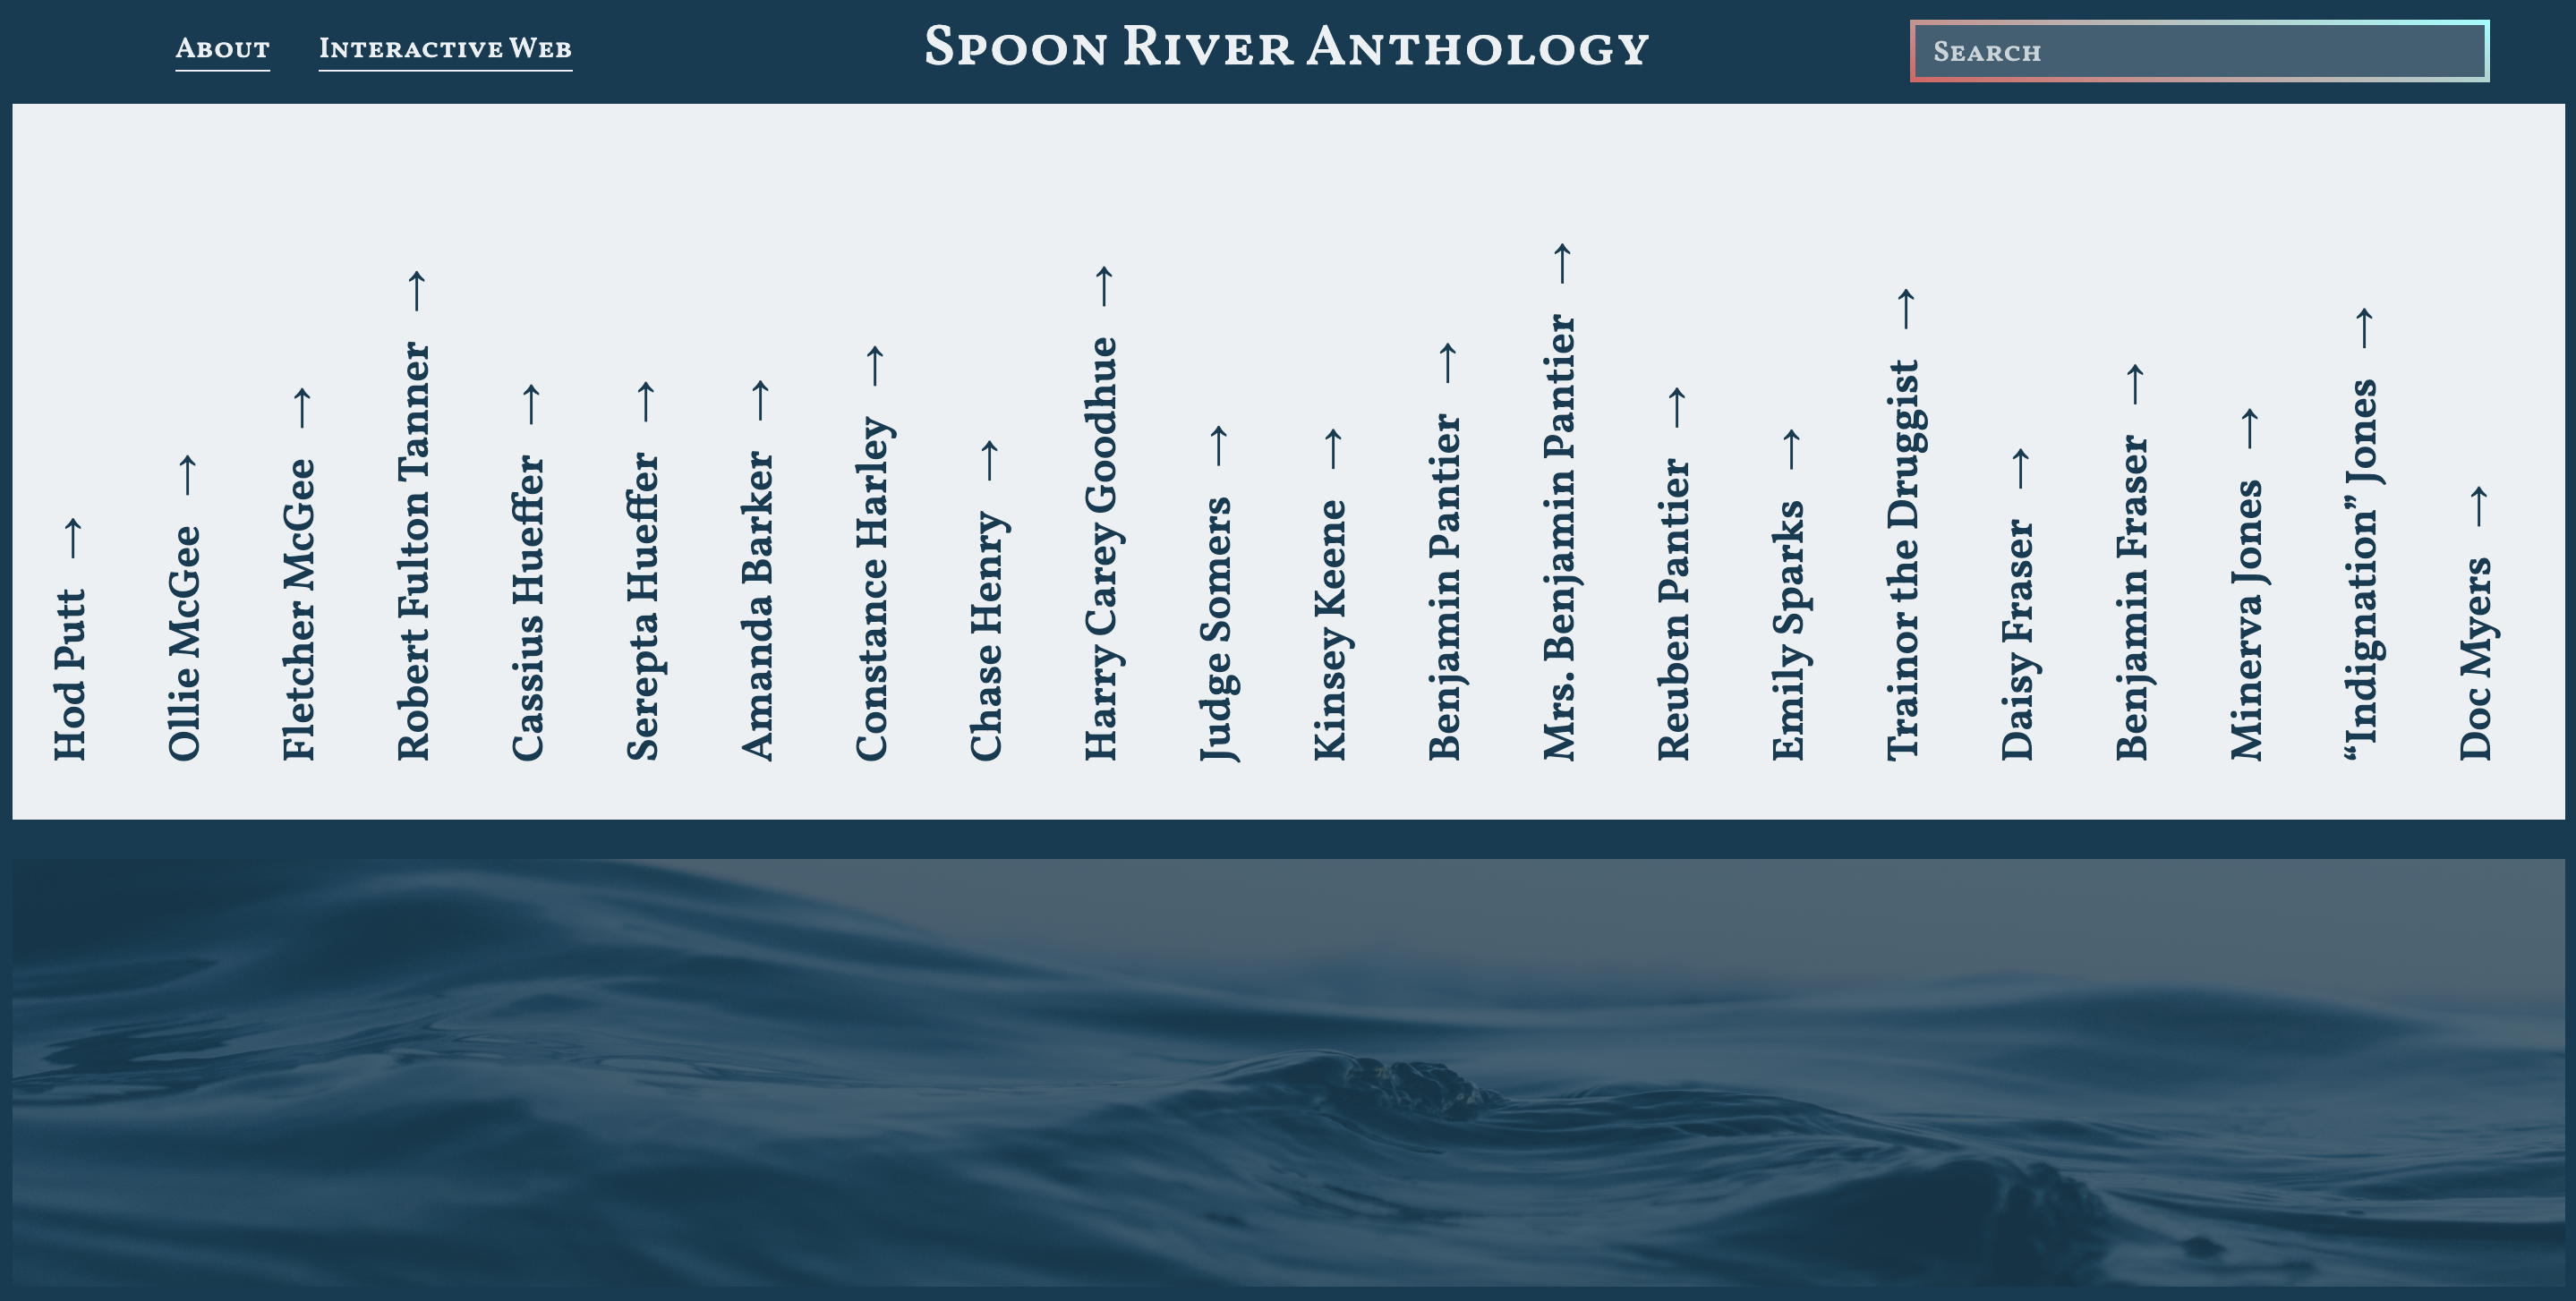 About
Interactive Web
Spoon River Anthology
Search
Hod Putt →
Ollie McGee →
Fletcher McGee →
Robert Fulton Tanner →
Cassius Hueffer →
Serepta Hueffer →
Amanda Barker →
Constance Harley →
Chase Henry →
Harry Carey Goodhue →
Judge Somers →
Kinsey Keene →
Benjamin Pantier →
Mrs. Benjamin Pantier →
Reuben Pantier →
Emily Sparks →
Trainor the Druggist →
Daisy Fraser →
Benjamin Fraser →
Minerva Jones →
“Indignation” Jones →
Doc Myers →